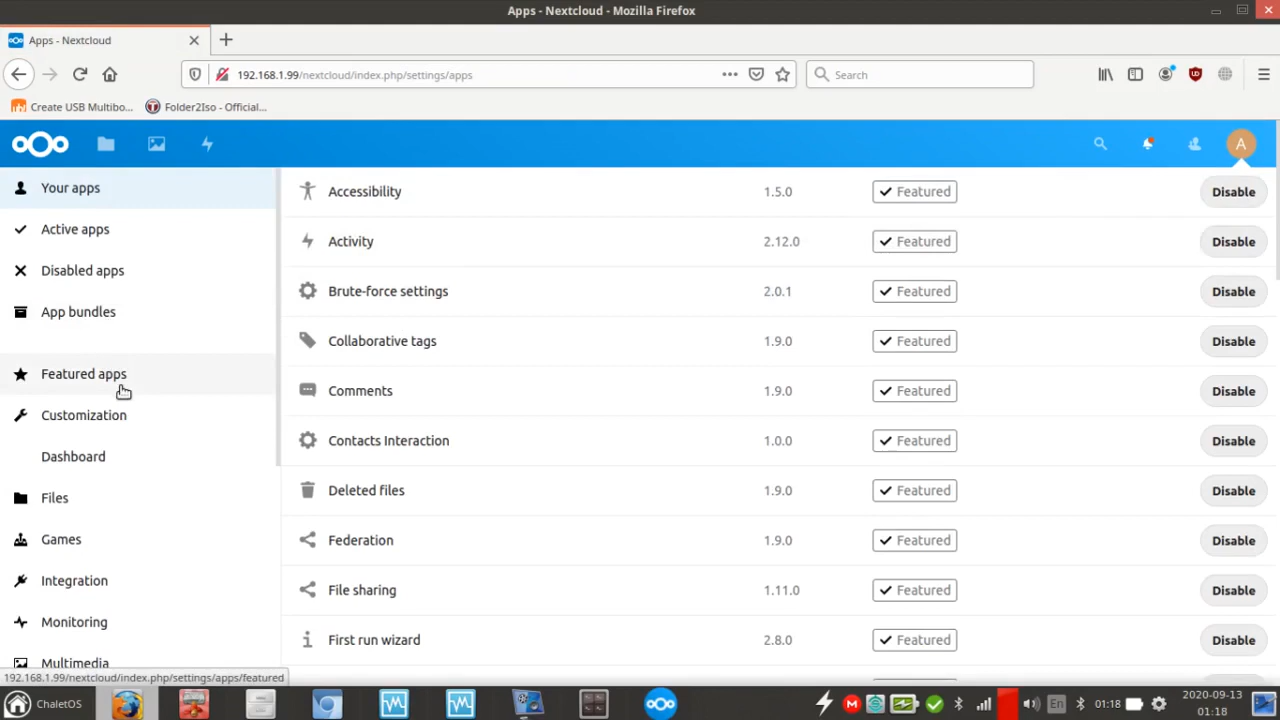 Apps - Nextcloud - Mozilla Firefox
Apps - Nextcloud
192.168.1.99/nextcloud/index.php/settings/apps
Search
Create USB Multibo...
Folder2Iso - Official...
A
Your apps
Active apps
Disabled apps
App bundles
Featured apps
Customization
Dashboard
Files
Games
Integration
Monitoring
Multimedia
Accessibility 1.5.0 Featured Disable
Activity 2.12.0 Featured Disable
Brute-force settings 2.0.1 Featured Disable
Collaborative tags 1.9.0 Featured Disable
Comments 1.9.0 Featured Disable
Contacts Interaction 1.0.0 Featured Disable
Deleted files 1.9.0 Featured Disable
Federation 1.9.0 Featured Disable
File sharing 1.11.0 Featured Disable
First run wizard 2.8.0 Featured Disable
192.168.1.99/nextcloud/index.php/settings/apps/featured
ChaletOS
En
01:18
2020-09-13
01:18